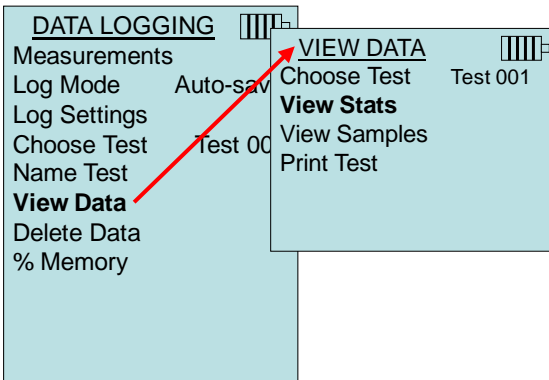 DATA LOGGING
Measurements
Log Mode Auto-sav
Log Settings
Choose Test Test 00
Name Test
View Data
Delete Data
% Memory
VIEW DATA
Choose Test Test 001
View Stats
View Samples
Print Test